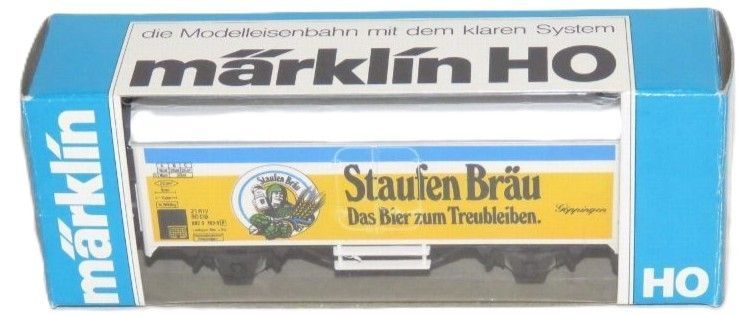 die Modelleisenbahn mit dem klaren System
märklin HO
märklin
Staufen Bräu
Staufen Bräu
Das Bier zum Treubleiben.
Göppingen
HO